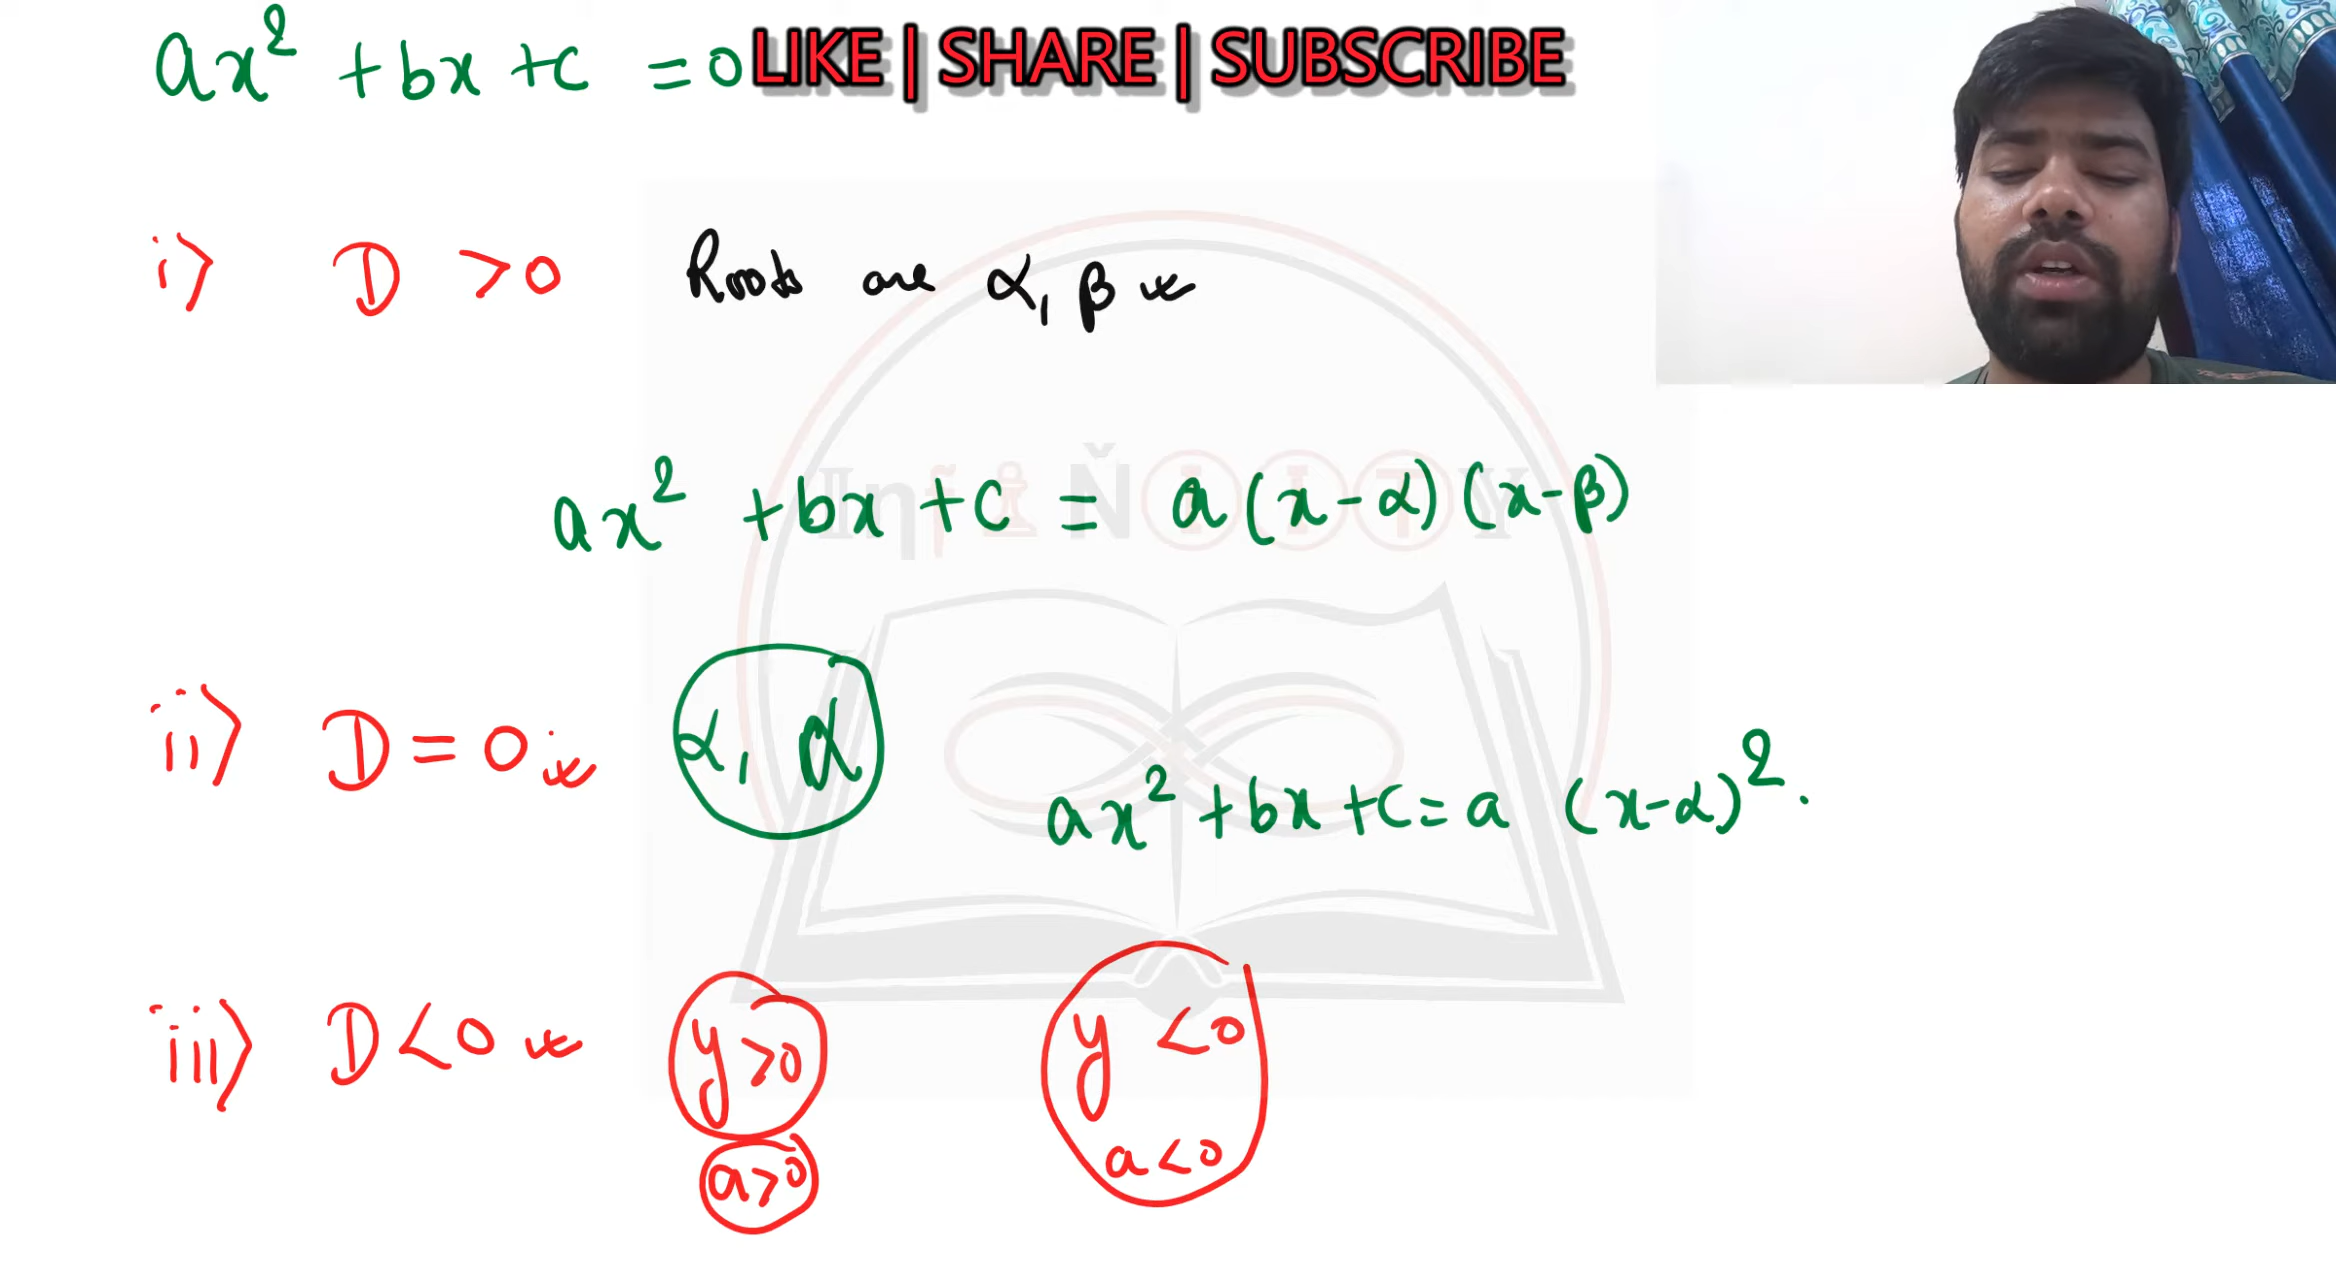 ax² + bx + c = 0
LIKE | SHARE | SUBSCRIBE
i) D > 0 Roots are α, β
InfiŇITY
ax² + bx + c = a (x-α) (x-β)
ii) D = 0 α, α
ax² + bx + c = a (x-α)².
iii) D < 0 y > 0 y < 0
a > 0 a < 0